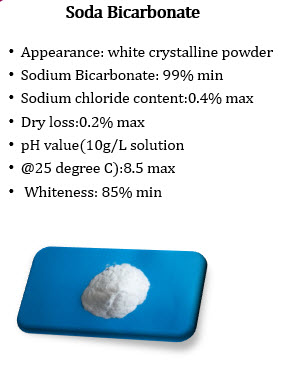 Soda Bicarbonate
• Appearance: white crystalline powder
• Sodium Bicarbonate: 99% min
• Sodium chloride content:0.4% max
• Dry loss:0.2% max
• pH value(10g/L solution
• @25 degree C):8.5 max
• Whiteness: 85% min